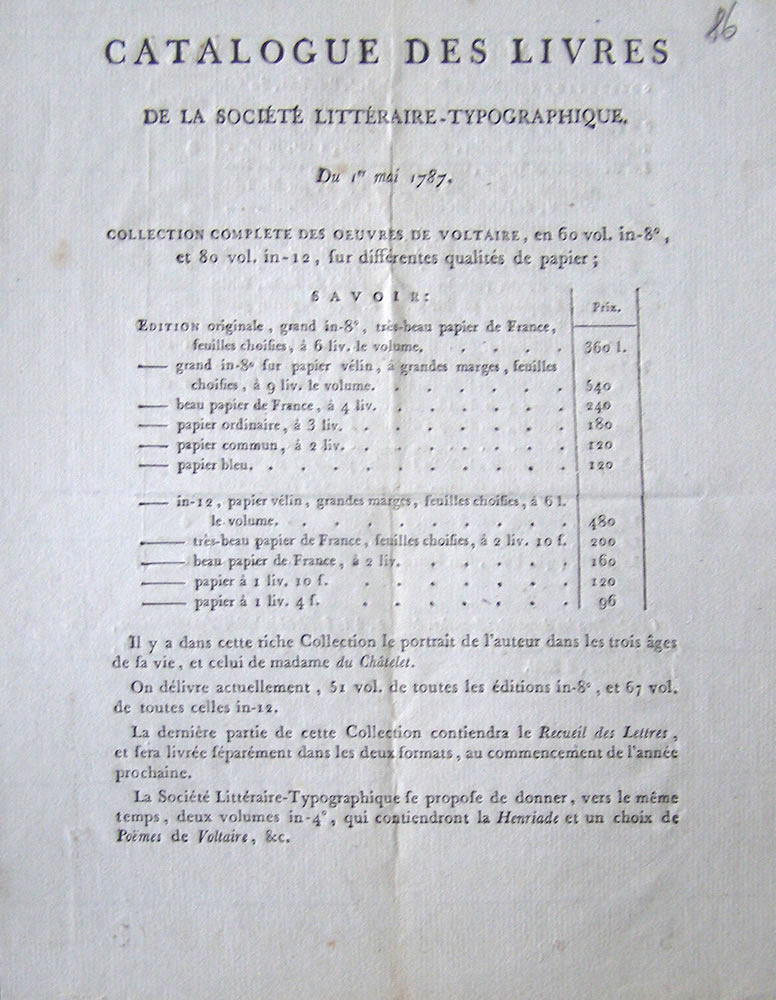 86
CATALOGUE DES LIVRES
DE LA SOCIÉTÉ LITTÉRAIRE-TYPOGRAPHIQUE.
Du 1er mai 1787.
COLLECTION COMPLETE DES OEUVRES DE VOLTAIRE, en 60 vol. in-8°,
et 80 vol. in-12, ſur différentes qualités de papier;
SAVOIR: Prix.
EDITION originale, grand in-8°, très-beau papier de France,
feuilles choiſies, à 6 liv. le volume. . . . . 360 l.
— grand in-8° ſur papier vélin, à grandes marges, feuilles
choiſies, à 9 liv. le volume. . . . . . . 540
— beau papier de France, à 4 liv. . . . . . . 240
— papier ordinaire, à 3 liv. . . . . . . . 180
— papier commun, à 2 liv. . . . . . . . 120
— papier bleu. . . . . . . . . . . 120
— in-12, papier vélin, grandes marges, feuilles choiſies, à 6 l.
le volume. . . . . . . . . . 480
— très-beau papier de France, feuilles choiſies, à 2 liv. 10 ſ. 200
— beau papier de France, à 2 liv. . . . . . 160
— papier à 1 liv. 10 ſ. . . . . . . 120
— papier à 1 liv. 4 ſ. . . . . . . 96
Il y a dans cette riche Collection le portrait de l'auteur dans les trois âges
de ſa vie, et celui de madame du Châtelet.
On délivre actuellement, 51 vol. de toutes les éditions in-8°, et 67 vol.
de toutes celles in-12.
La dernière partie de cette Collection contiendra le Recueil des Lettres,
et ſera livrée ſéparément dans les deux formats, au commencement de l'année
prochaine.
La Société Littéraire-Typographique ſe propoſe de donner, vers le même
temps, deux volumes in-4°, qui contiendront la Henriade et un choix de
Poëmes de Voltaire, &c.